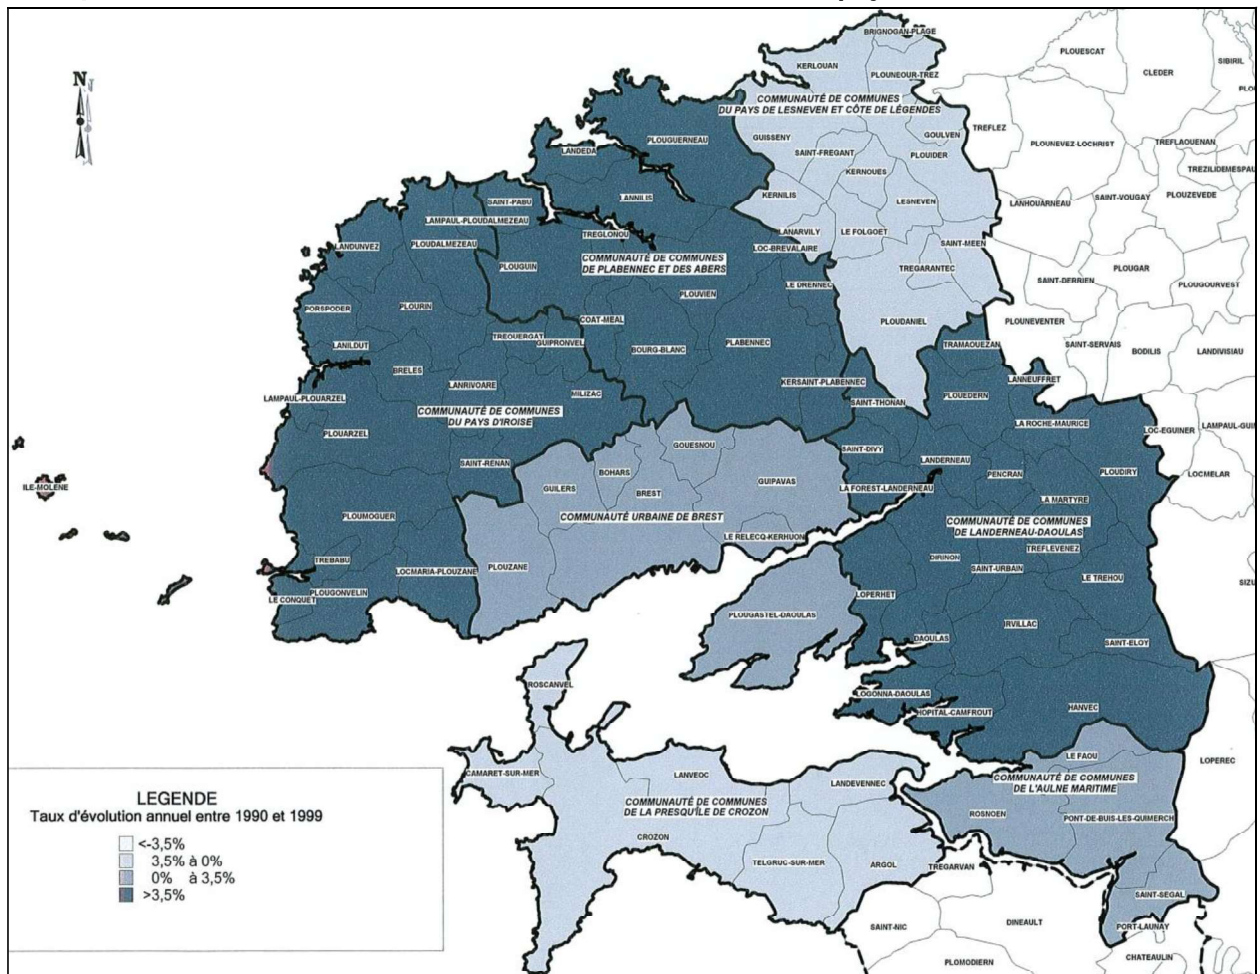 BRIGNOGAN-PLAGE
PLOUESCAT
KERLOUAN
PLOUNEOUR-TREZ
CLEDER
SIBIRIL
N
COMMUNAUTÉ DE COMMUNES
DU PAYS DE LESNEVEN ET CÔTE DE LÉGENDES
PLOUGUERNEAU
GUISSENY
GOULVEN
TREFLEZ
PLOUNEVEZ-LOCHRIST
TREFLAOUENAN
LANDEDA
SAINT-FREGANT
PLOUIDER
TREZILIDE
MESPAU
KERNOUES
KERNILIS
LANNILIS
SAINT-PABU
LESNEVEN
LANHOUARNEAU
SAINT-VOUGAY
PLOUZEVEDE
LAMPAUL-PLOUDALMEZEAU
TREGLONOU
LANARVILY
LE FOLGOET
LANDUNVEZ
PLOUDALMEZEAU
LOC-BREVALAIRE
SAINT-MEEN
COMMUNAUTÉ DE COMMUNES
DE PLABENNEC ET DES ABERS
PLOUGUIN
TREGARANTEC
PLOUGAR
LE DRENNEC
SAINT-DERRIEN
PLOUGOURVEST
PLOUVIEN
PORSPODER
PLOURIN
COAT-MEAL
PLOUDANIEL
PLOUNEVENTER
TREOUERGAT
GUIPRONVEL
PLABENNEC
TRAMAOUEZAN
SAINT-SERVAIS
BODILIS
LANDIVISIAU
LANILDUT
BOURG-BLANC
BRELES
LANRIVOARE
KERSAINT-PLABENNEC
LANNEUFFRET
MILIZAC
PLOUEDERN
LAMPAUL-PLOUARZEL
SAINT-THONAN
COMMUNAUTÉ DE COMMUNES
DU PAYS D'IROISE
LA ROCHE-MAURICE
LOC-EGUINER
LAMPAUL-GUI
PLOUARZEL
GOUESNOU
SAINT-DIVY
LANDERNEAU
SAINT-RENAN
BOHARS
PENCRAN
PLOUDIRY
LOCMELAR
ILE-MOLENE
GUILERS
BREST
GUIPAVAS
LA FOREST-LANDERNEAU
LA MARTYRE
PLOUMOGUER
COMMUNAUTÉ URBAINE DE BREST
COMMUNAUTÉ DE COMMUNES
DE LANDERNEAU-DAOULAS
LE RELECQ-KERHUON
TREFLEVENEZ
TREBABU
DIRINON
LOCMARIA-PLOUZANE
PLOUZANE
SAINT-URBAIN
LE TREHOU
SIZU
PLOUGONVELIN
LE CONQUET
LOPERHET
PLOUGASTEL-DAOULAS
IRVILLAC
DAOULAS
SAINT-ELOY
ROSCANVEL
LOGONNA-DAOULAS
HOPITAL-CAMFROUT
HANVEC
LE FAOU
LOPEREC
CAMARET-SUR-MER
LANVEOC
LANDEVENNEC
COMMUNAUTÉ DE COMMUNES
DE L'AULNE MARITIME
COMMUNAUTÉ DE COMMUNES
DE LA PRESQU'ÎLE DE CROZON
ROSNOEN
PONT-DE-BUIS-LES-QUIMERCH
CROZON
TELGRUC-SUR-MER
ARGOL
TREGARVAN
SAINT-SEGAL
SAINT-NIC
DINEAULT
PORT-LAUNAY
PLOMODIERN
CHATEAULIN
LEGENDE
Taux d'évolution annuel entre 1990 et 1999
<-3,5%
3,5% à 0%
0% à 3,5%
>3,5%